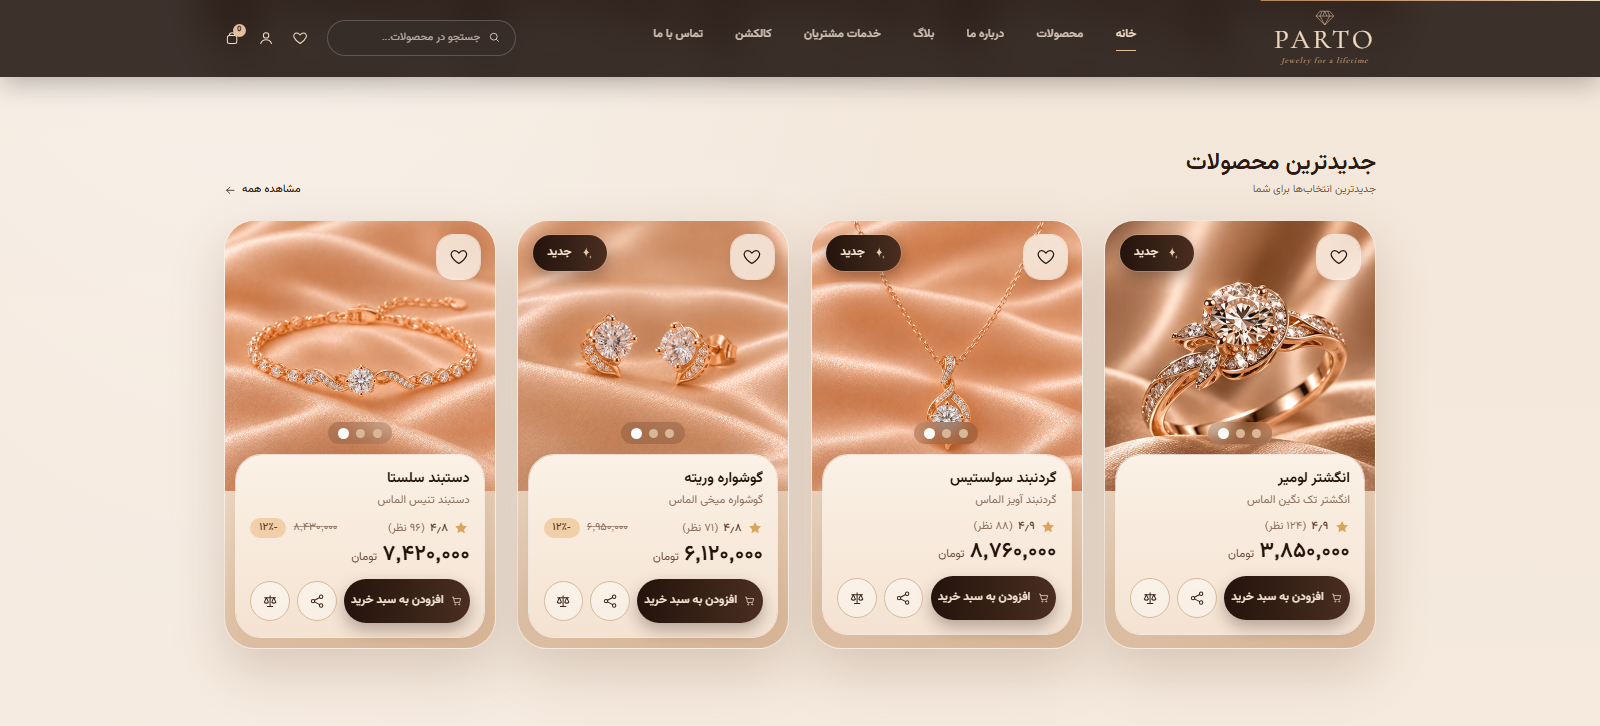 PARTO
Jewelry for a lifetime
خانه
محصولات
درباره ما
بلاگ
خدمات مشتریان
کالکشن
تماس با ما
جستجو در محصولات...
0
جدیدترین محصولات
جدیدترین انتخاب‌ها برای شما
مشاهده همه
جدید
انگشتر لومیر
انگشتر تک نگین الماس
۴٫۹ (۱۲۴ نظر)
۳,۸۵۰,۰۰۰ تومان
افزودن به سبد خرید
جدید
گردنبند سولستیس
گردنبند آویز الماس
۴٫۹ (۸۸ نظر)
۸,۷۶۰,۰۰۰ تومان
افزودن به سبد خرید
جدید
گوشواره وریته
گوشواره میخی الماس
۴٫۸ (۷۱ نظر)
۶,۹۵۰,۰۰۰
-۱۲٪
۶,۱۲۰,۰۰۰ تومان
افزودن به سبد خرید
دستبند سلستا
دستبند تنیس الماس
۴٫۸ (۹۶ نظر)
۸,۴۳۰,۰۰۰
-۱۲٪
۷,۴۲۰,۰۰۰ تومان
افزودن به سبد خرید